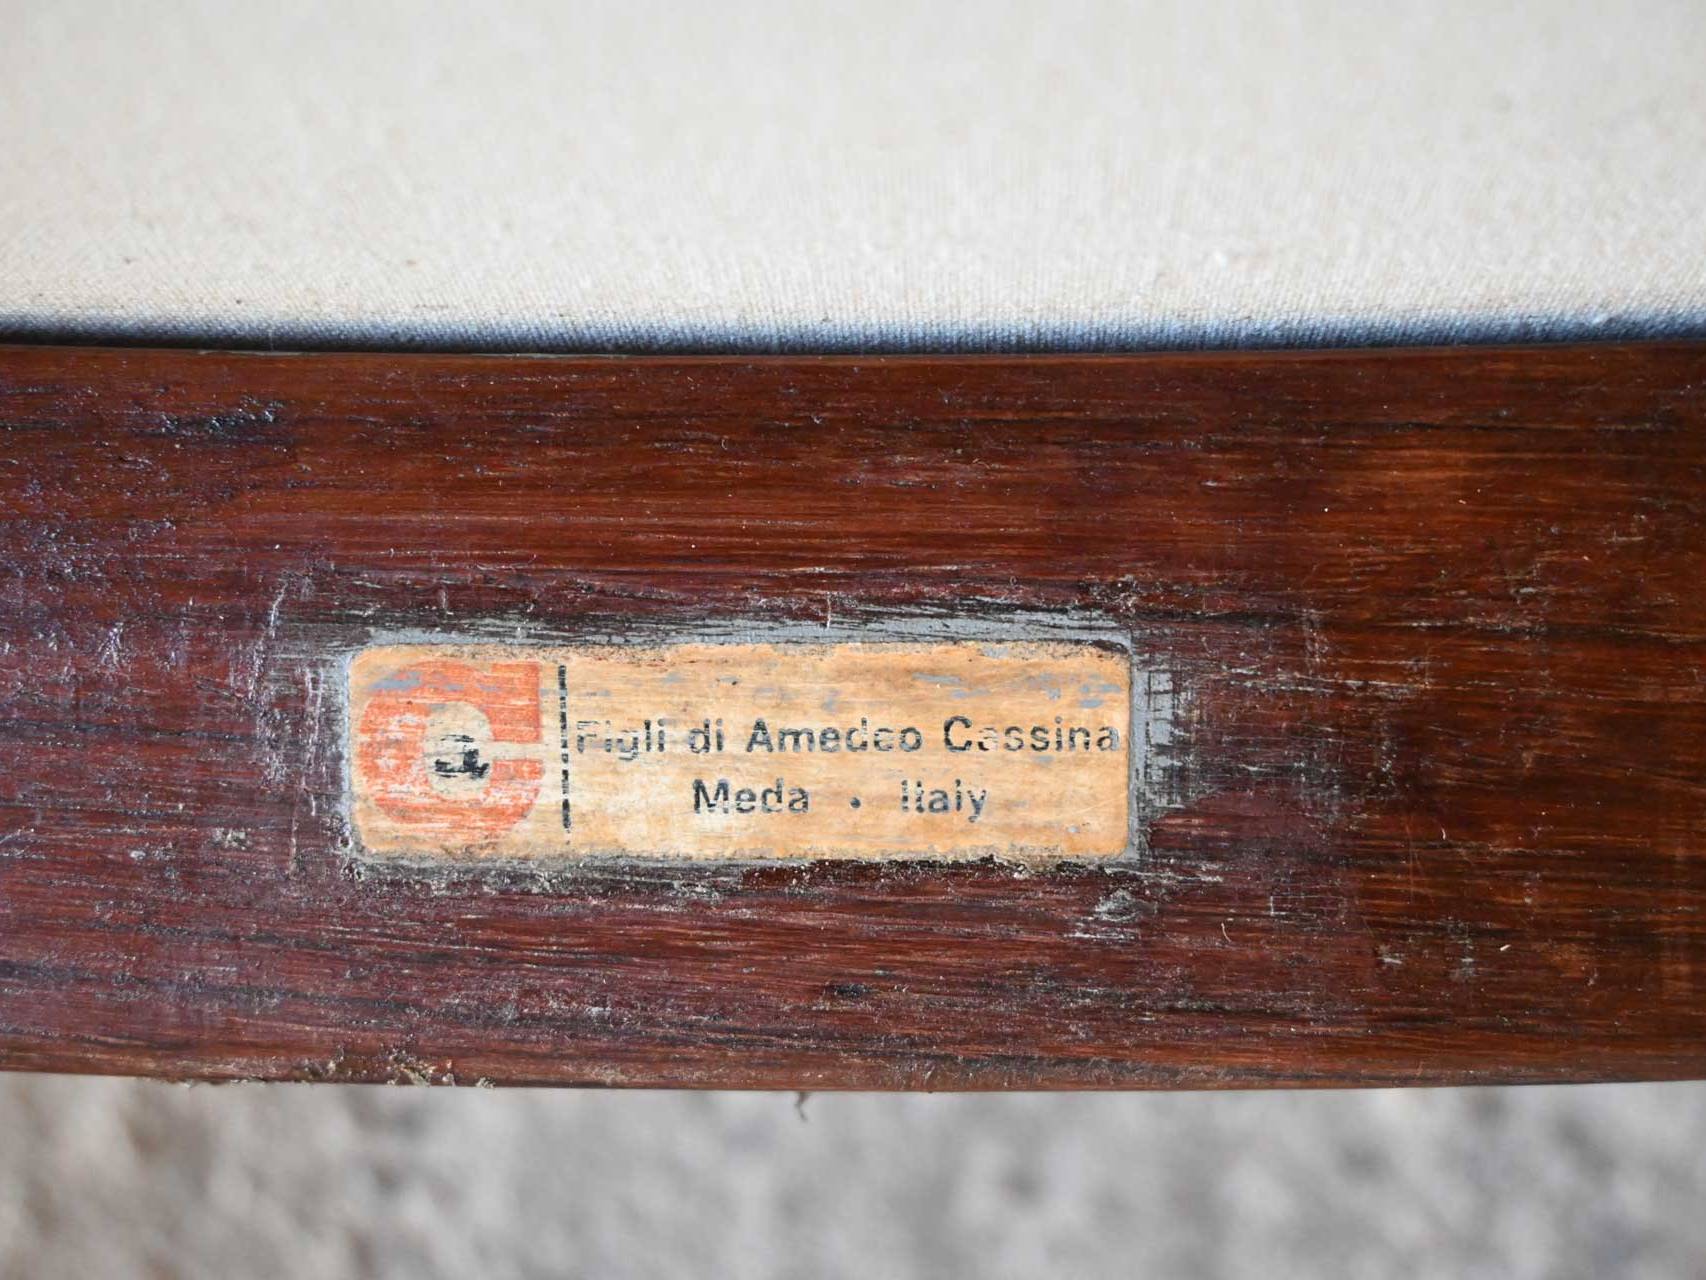 C
a
Figli di Amedeo Cassina
Meda • Italy